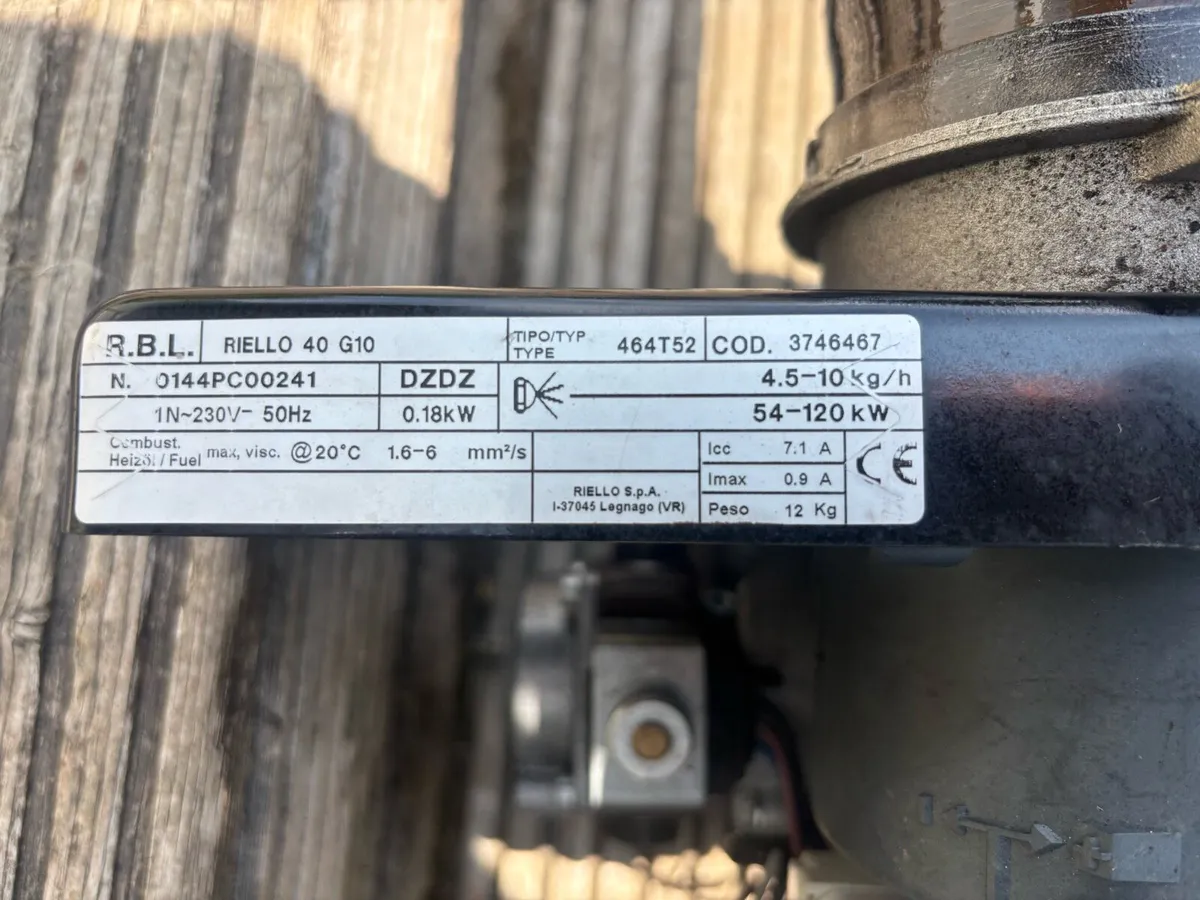 R.B.L. RIELLO 40 G10 TIPO/TYP TYPE 464T52 COD. 3746467
N. 0144PC00241 DZDZ 4.5-10 kg/h
1N~230V- 50Hz 0.18kW 54-120 kW
Combust.
Heizöl / Fuel max, visc. @20°C 1.6-6 mm²/s
Icc 7.1 A
Imax 0.9 A
RIELLO S.p.A.
I-37045 Legnago (VR)
Peso 12 Kg
CE